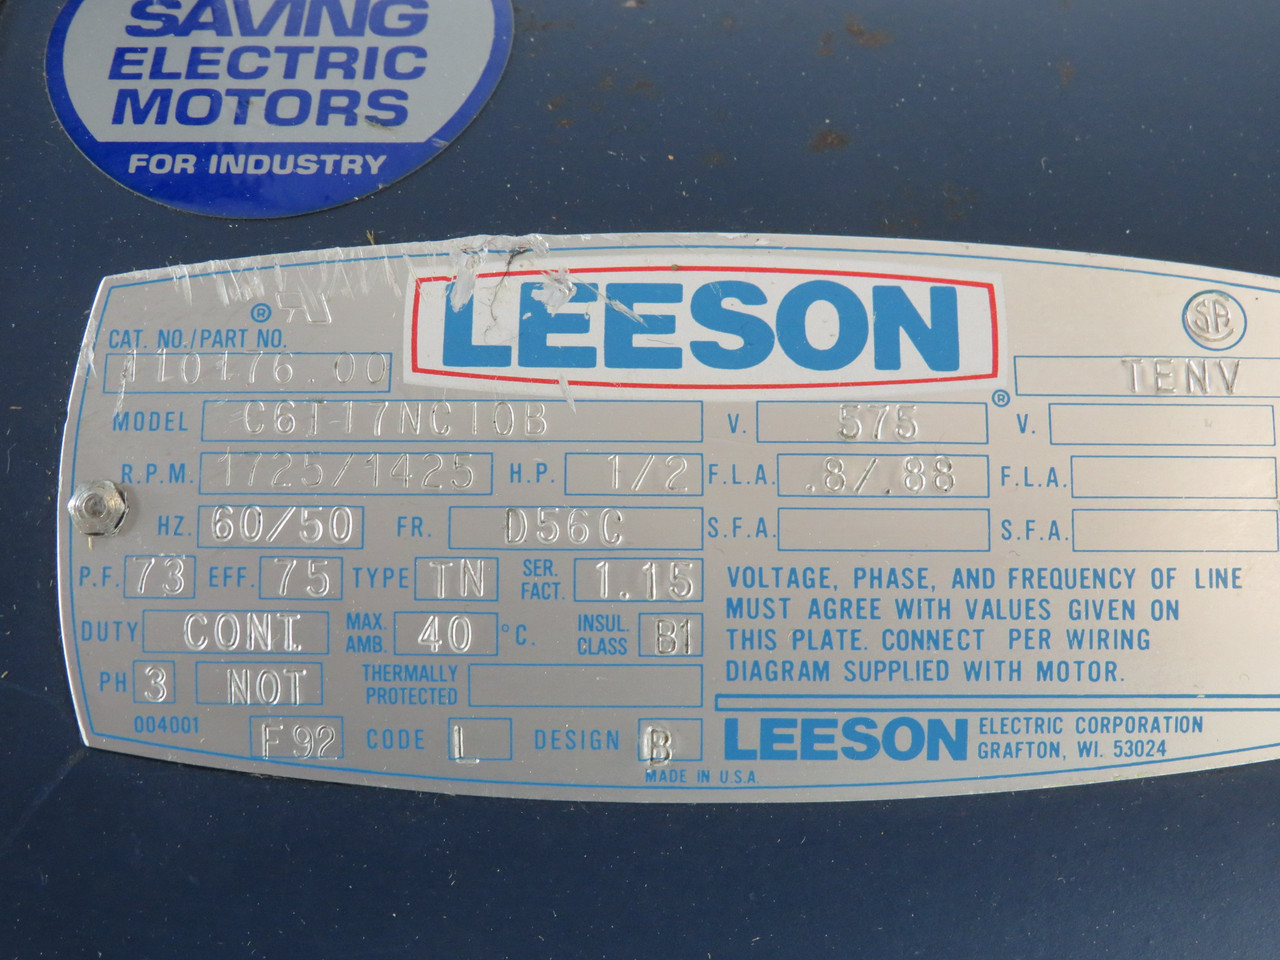 SAVING
ELECTRIC
MOTORS
FOR INDUSTRY
®
LEESON
®
SA
CAT. NO./PART NO.
110176.00
TENV
MODEL C6T17NC10B V. 575 V.
R.P.M. 1725/1425 H.P. 1/2 F.L.A. .8/.88 F.L.A.
HZ. 60/50 FR. D56C S.F.A. S.F.A.
P.F. 73 EFF. 75 TYPE TN SER. FACT. 1.15
DUTY CONT. MAX. AMB. 40 °C. INSUL. CLASS B1
PH 3 NOT THERMALLY PROTECTED
004001 F92 CODE L DESIGN B
MADE IN U.S.A.
VOLTAGE, PHASE, AND FREQUENCY OF LINE
MUST AGREE WITH VALUES GIVEN ON
THIS PLATE. CONNECT PER WIRING
DIAGRAM SUPPLIED WITH MOTOR.
LEESON ELECTRIC CORPORATION
GRAFTON, WI. 53024